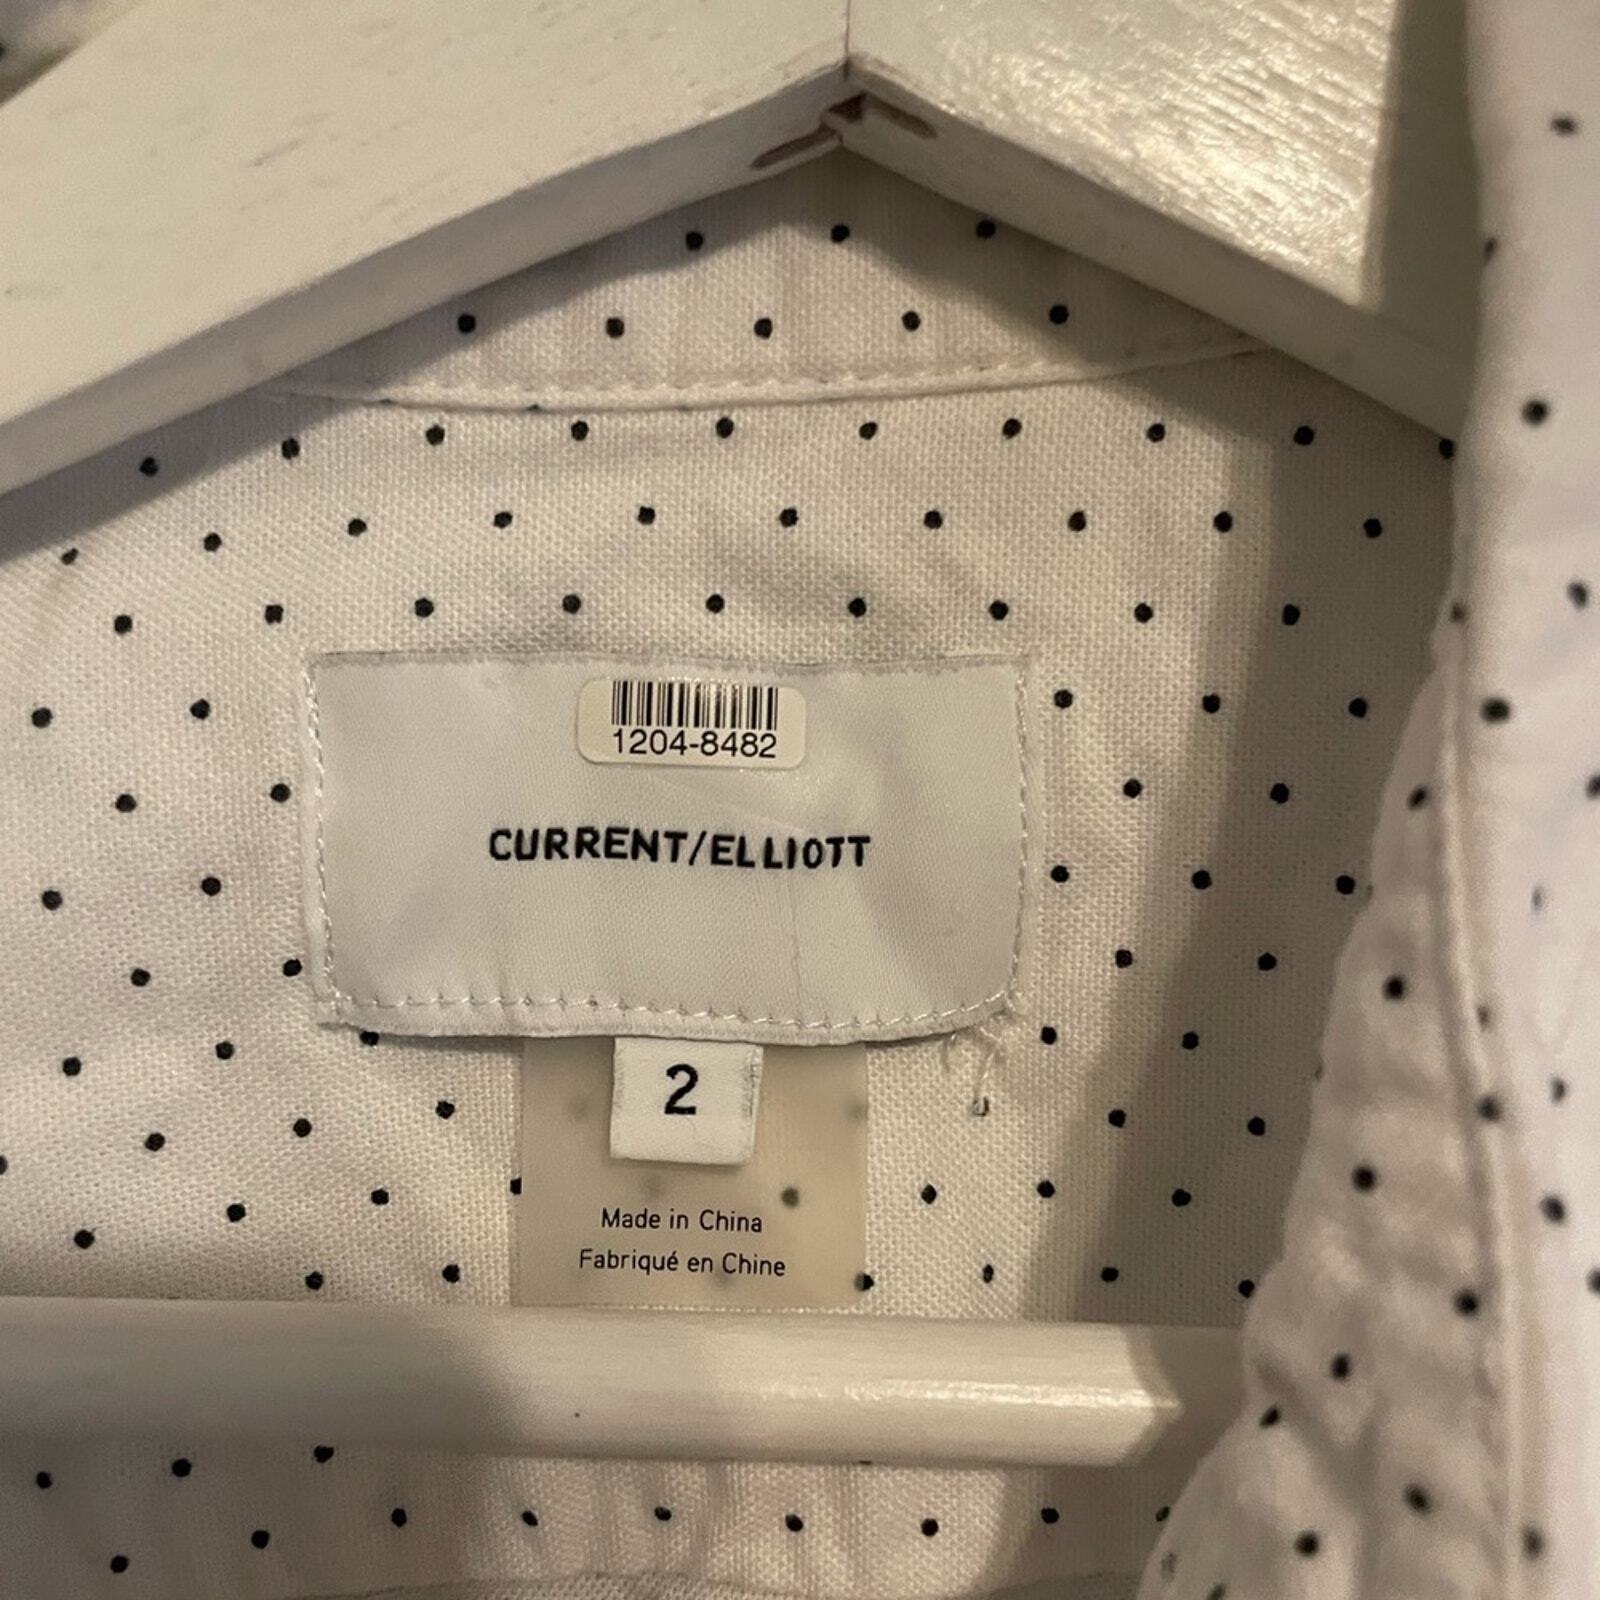 1204-8482
CURRENT/ELLIOTT
2
Made in China
Fabriqué en Chine